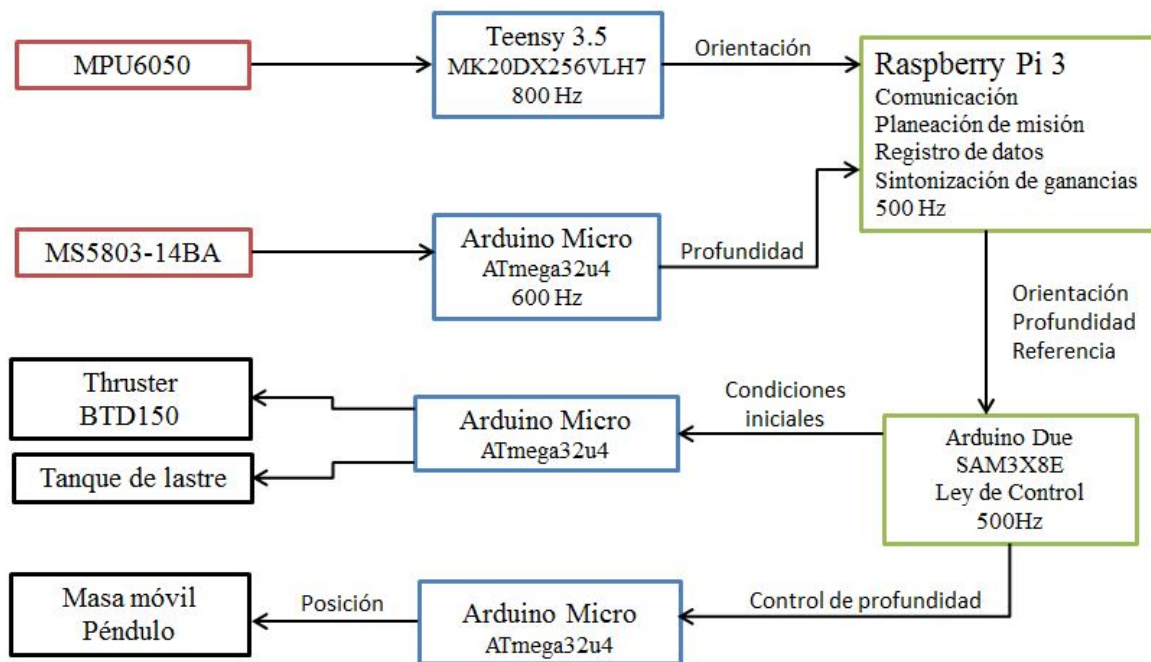 MPU6050
Teensy 3.5
MK20DX256VLH7
800 Hz
Orientación
Raspberry Pi 3
Comunicación
Planeación de misión
Registro de datos
Sintonización de ganancias
500 Hz
MS5803-14BA
Arduino Micro
ATmega32u4
600 Hz
Profundidad
Orientación
Profundidad
Referencia
Thruster
BTD150
Tanque de lastre
Arduino Micro
ATmega32u4
Condiciones
iniciales
Arduino Due
SAM3X8E
Ley de Control
500Hz
Masa móvil
Péndulo
Posición
Arduino Micro
ATmega32u4
Control de profundidad